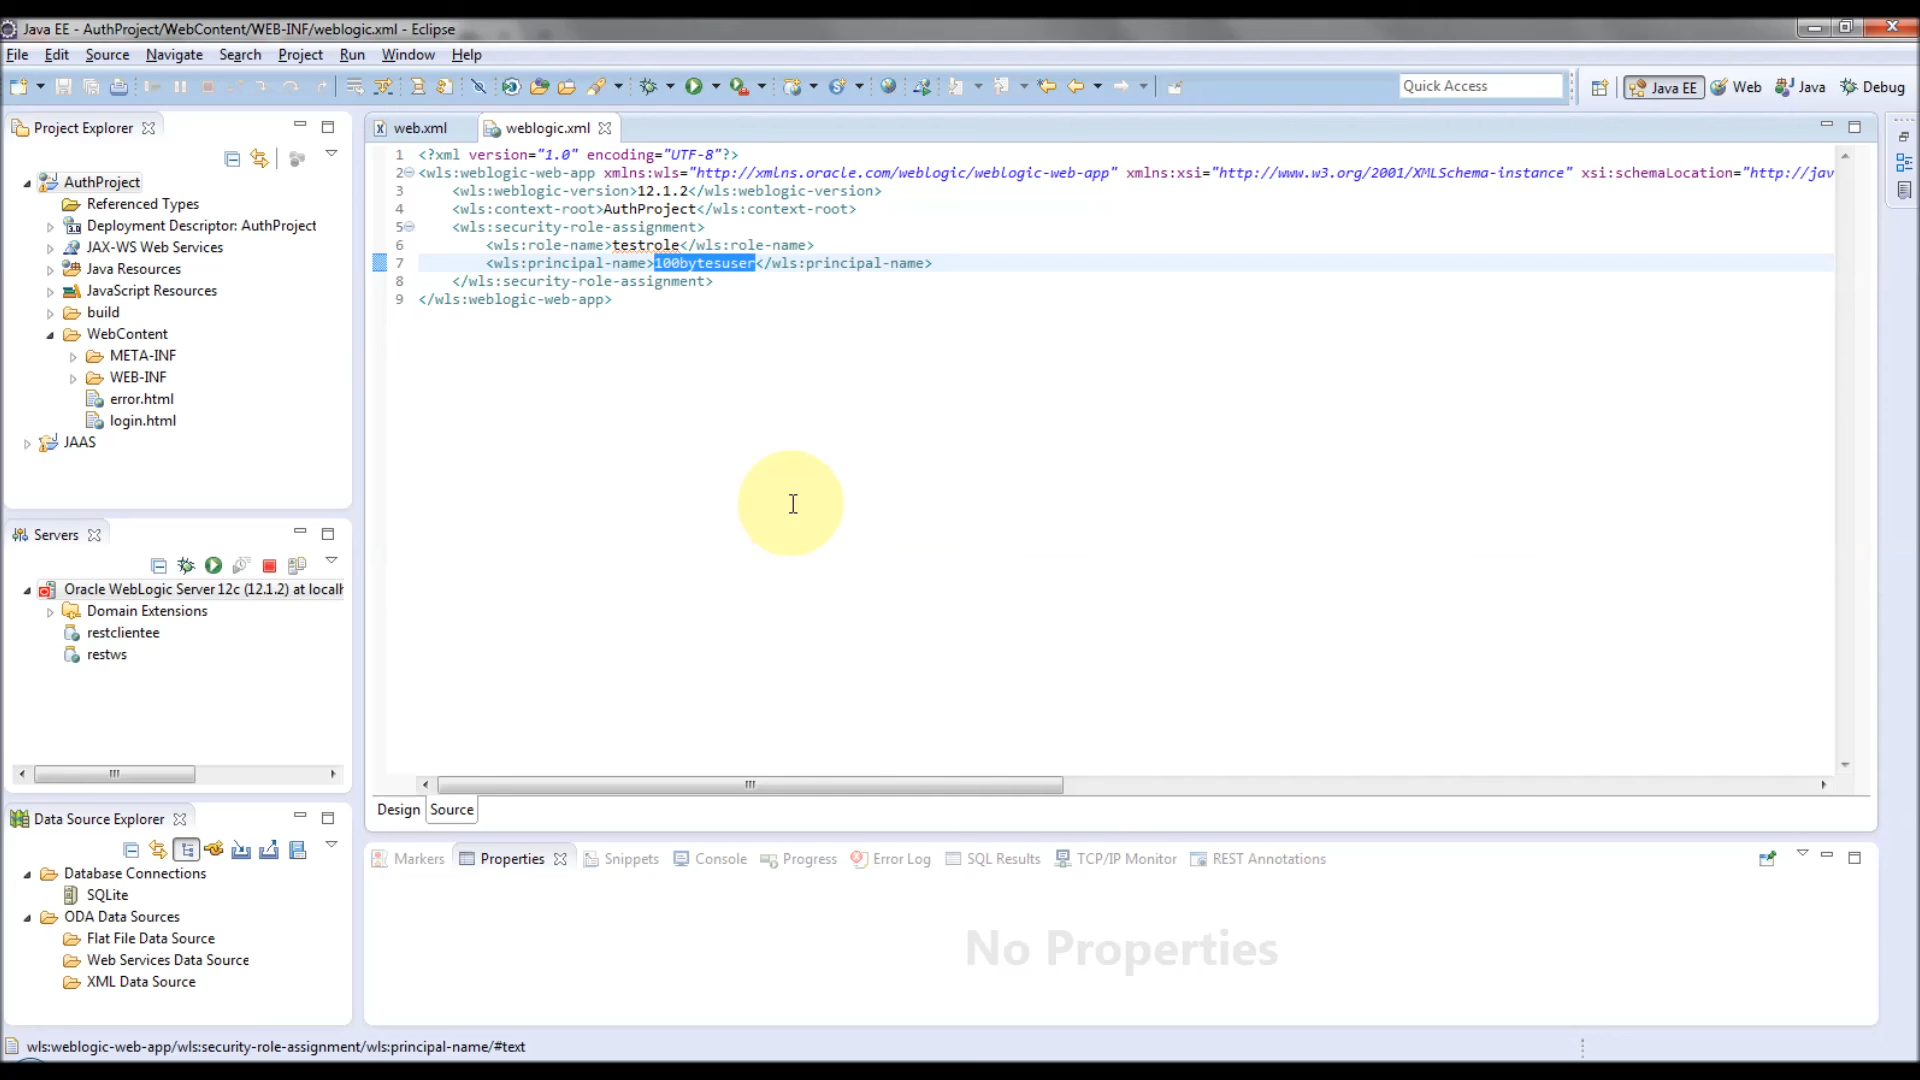 Java EE - AuthProject/WebContent/WEB-INF/weblogic.xml - Eclipse
File Edit Source Navigate Search Project Run Window Help
Quick Access Java EE Web Java Debug
Project Explorer
AuthProject
Referenced Types
Deployment Descriptor: AuthProject
JAX-WS Web Services
Java Resources
JavaScript Resources
build
WebContent
META-INF
WEB-INF
error.html
login.html
JAAS
web.xml weblogic.xml
1 <?xml version="1.0" encoding="UTF-8"?>
2 <wls:weblogic-web-app xmlns:wls="http://xmlns.oracle.com/weblogic/weblogic-web-app" xmlns:xsi="http://www.w3.org/2001/XMLSchema-instance" xsi:schemaLocation="http://jav
3 <wls:weblogic-version>12.1.2</wls:weblogic-version>
4 <wls:context-root>AuthProject</wls:context-root>
5 <wls:security-role-assignment>
6 <wls:role-name>testrole</wls:role-name>
7 <wls:principal-name>100bytesuser</wls:principal-name>
8 </wls:security-role-assignment>
9 </wls:weblogic-web-app>
Design Source
Servers
Oracle WebLogic Server 12c (12.1.2) at localh
Domain Extensions
restclientee
restws
Data Source Explorer
Database Connections
SQLite
ODA Data Sources
Flat File Data Source
Web Services Data Source
XML Data Source
Markers Properties Snippets Console Progress Error Log SQL Results TCP/IP Monitor REST Annotations
No Properties
wls:weblogic-web-app/wls:security-role-assignment/wls:principal-name/#text